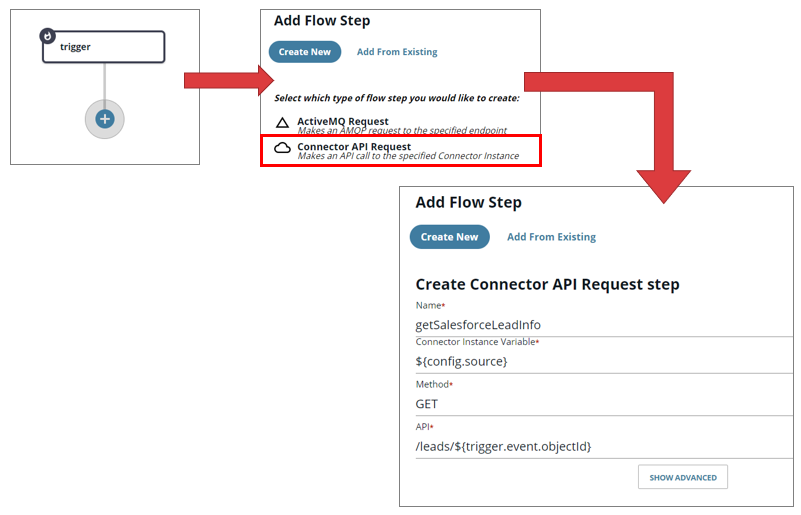 trigger
Add Flow Step
Create New
Add From Existing
Select which type of flow step you would like to create:
ActiveMQ Request
Makes an AMQP request to the specified endpoint
Connector API Request
Makes an API call to the specified Connector Instance
Add Flow Step
Create New
Add From Existing
Create Connector API Request step
Name*
getSalesforceLeadInfo
Connector Instance Variable*
${config.source}
Method*
GET
API*
/leads/${trigger.event.objectId}
SHOW ADVANCED